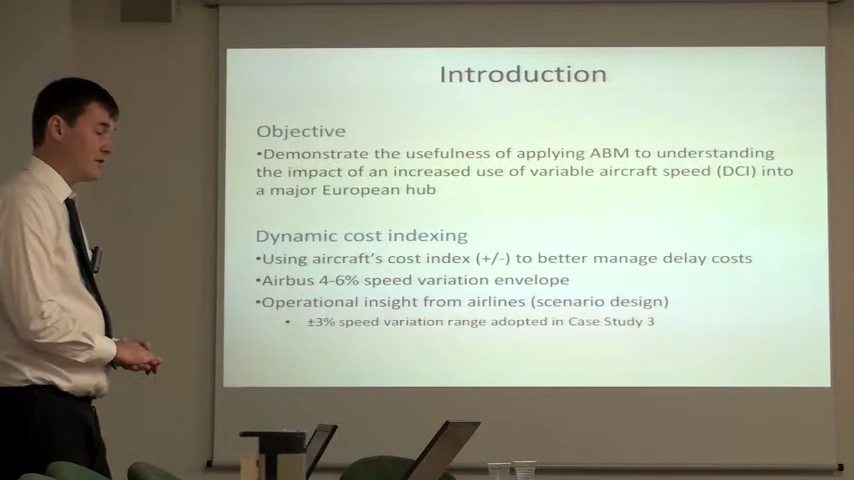 Introduction
Objective
•Demonstrate the usefulness of applying ABM to understanding
the impact of an increased use of variable aircraft speed (DCI) into
a major European hub
Dynamic cost indexing
•Using aircraft's cost index (+/-) to better manage delay costs
•Airbus 4-6% speed variation envelope
•Operational insight from airlines (scenario design)
• ±3% speed variation range adopted in Case Study 3